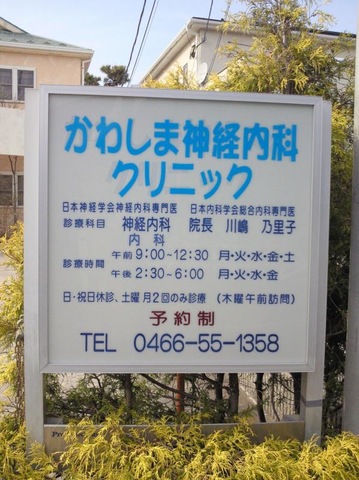 かわしま神経内科
クリニック
日本神経学会神経内科専門医 日本内科学会総合内科専門医
診療科目 神経内科 院長 川嶋 乃里子
内科
診療時間 午前 9:00~12:30 月・火・水・金・土
午後 2:30~6:00 月・火・水・金
日・祝日休診、土曜 月2回のみ診療 (木曜午前訪問)
予約制
TEL 0466-55-1358